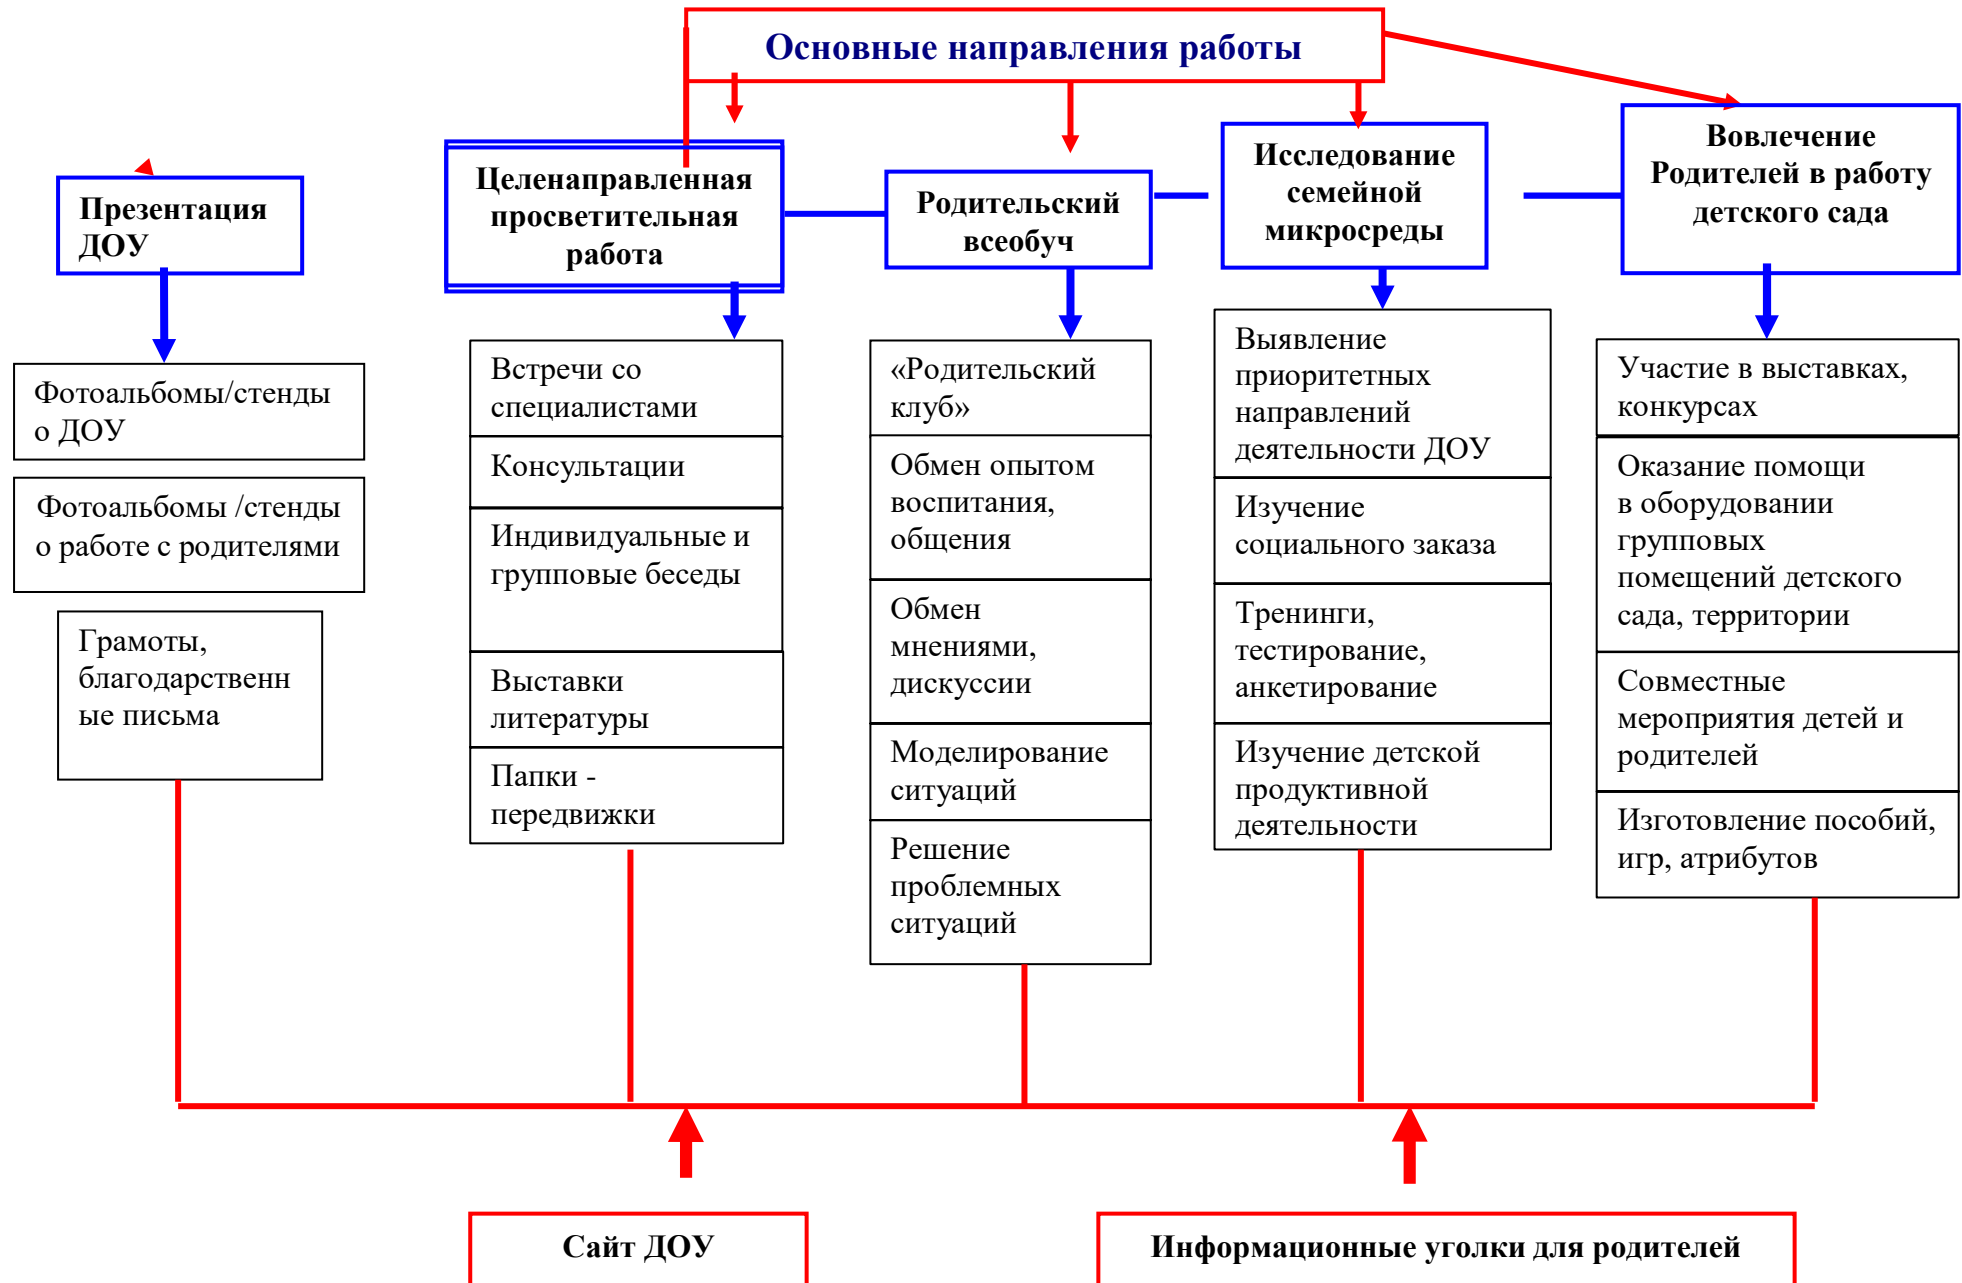 Основные направления работы
Презентация
ДОУ
Целенаправленная
просветительная
работа
Родительский
всеобуч
Исследование
семейной
микросреды
Вовлечение
Родителей в работу
детского сада
Фотоальбомы/стенды
о ДОУ
Фотоальбомы /стенды
о работе с родителями
Грамоты,
благодарственн
ые письма
Встречи со
специалистами
Консультации
Индивидуальные и
групповые беседы
Выставки
литературы
Папки -
передвижки
«Родительский
клуб»
Обмен опытом
воспитания,
общения
Обмен
мнениями,
дискуссии
Моделирование
ситуаций
Решение
проблемных
ситуаций
Выявление
приоритетных
направлений
деятельности ДОУ
Изучение
социального заказа
Тренинги,
тестирование,
анкетирование
Изучение детской
продуктивной
деятельности
Участие в выставках,
конкурсах
Оказание помощи
в оборудовании
групповых
помещений детского
сада, территории
Совместные
мероприятия детей и
родителей
Изготовление пособий,
игр, атрибутов
Сайт ДОУ
Информационные уголки для родителей